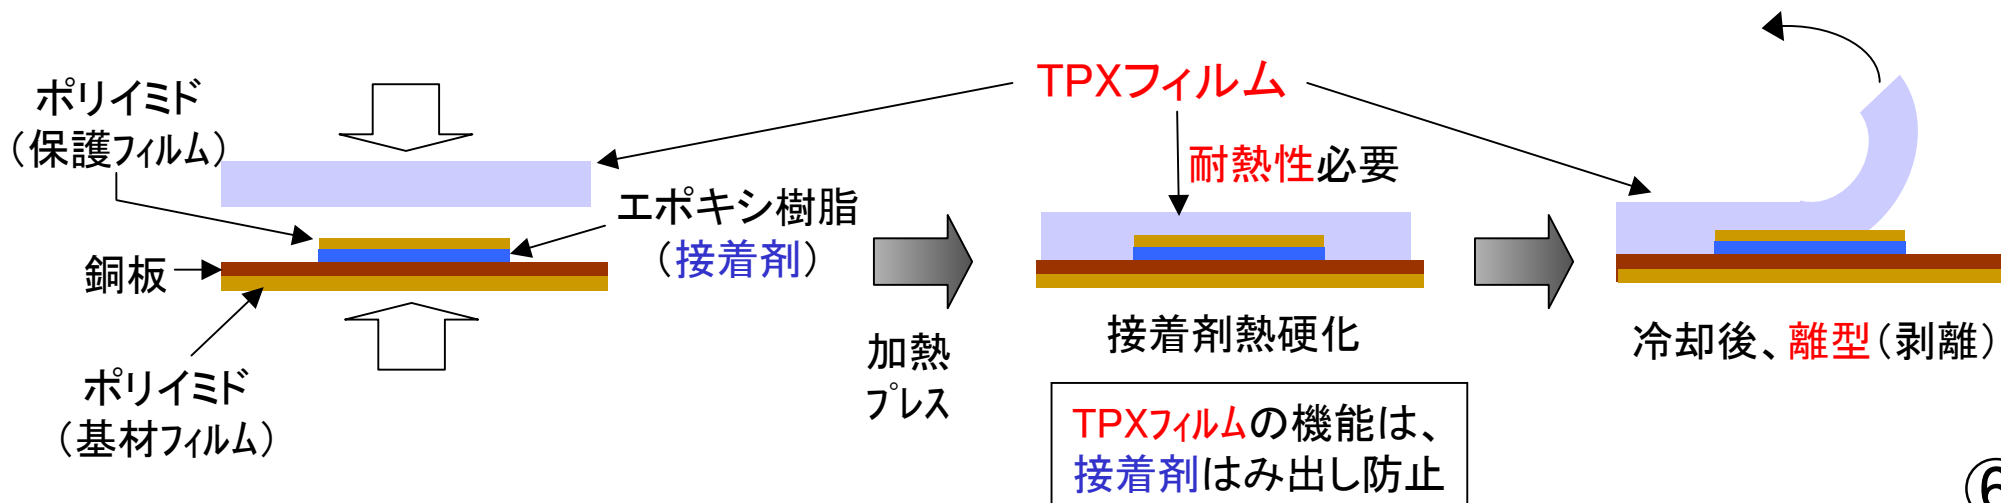 ポリイミド
（保護フィルム）
銅板
ポリイミド
（基材フィルム）
エポキシ樹脂
（接着剤）
加熱
プレス
TPXフィルム
耐熱性必要
接着剤熱硬化
TPXフィルムの機能は、
接着剤はみ出し防止
冷却後、離型（剥離）
⑥